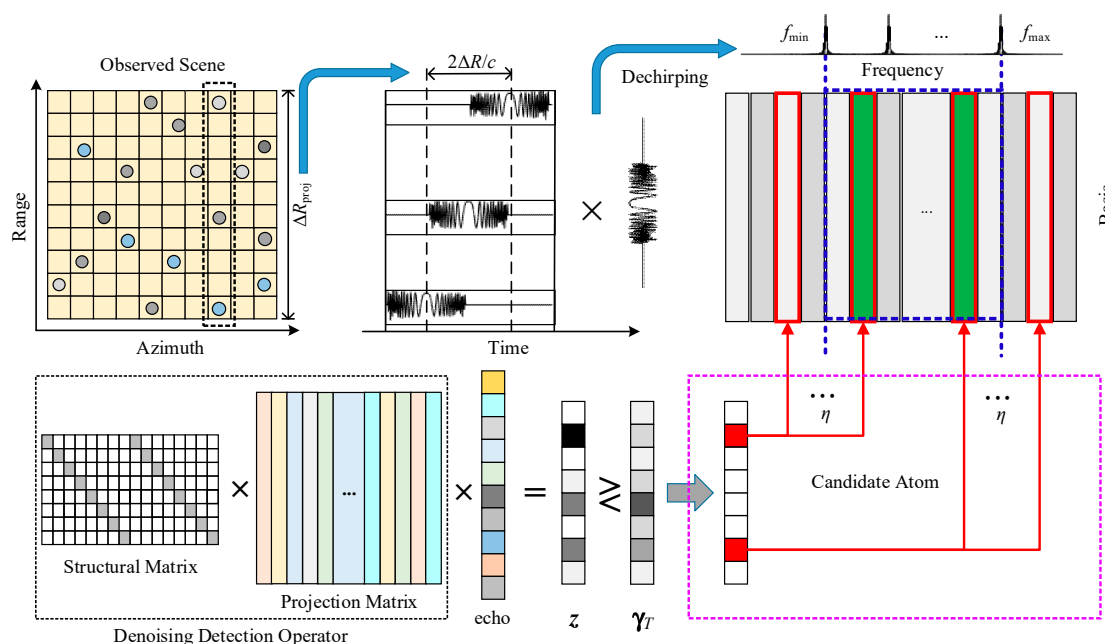 f_min ... f_max
Frequency
Observed Scene
2ΔR/c
Dechirping
Range
ΔR_proj
×
...
Basis
Azimuth
Time
... ...
η η
Candidate Atom
× ... × = ≷
Structural Matrix
Projection Matrix
echo
z
γ_T
Denoising Detection Operator